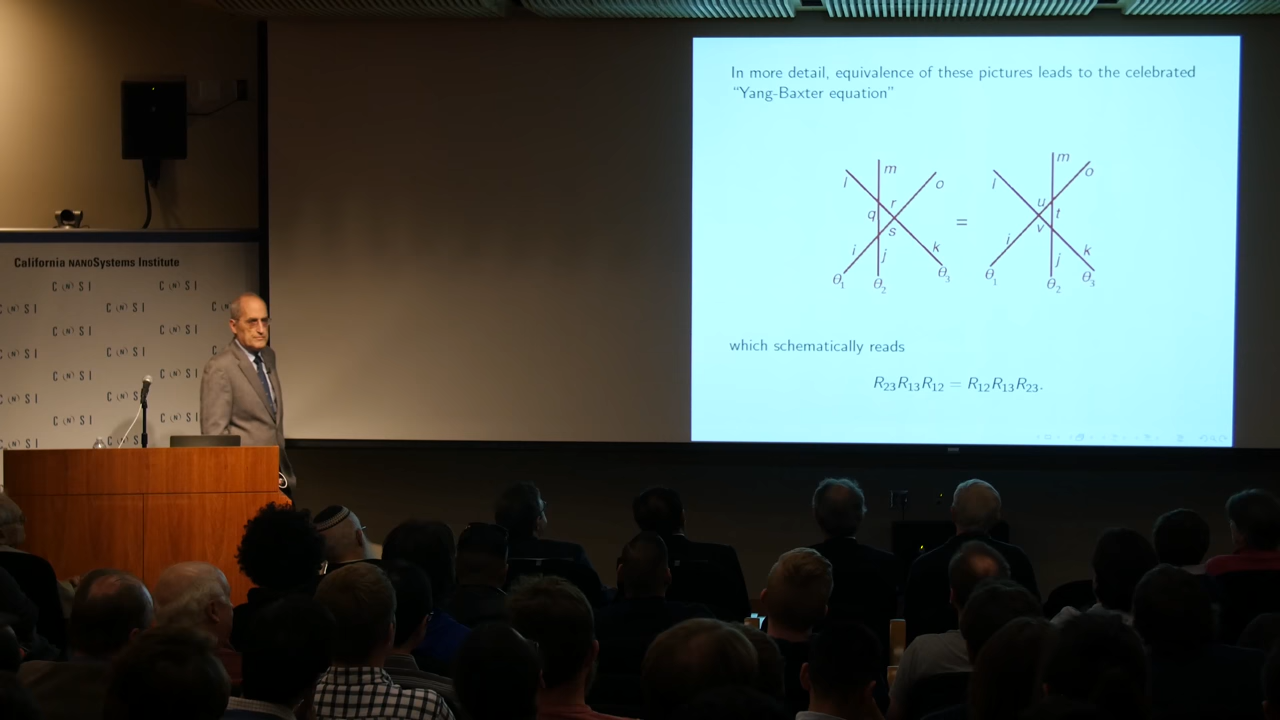 In more detail, equivalence of these pictures leads to the celebrated
“Yang-Baxter equation”
l m o
q r
s
i j k
θ₁ θ₂ θ₃
=
l m o
u t
v
i j k
θ₁ θ₂ θ₃
which schematically reads
R₂₃R₁₃R₁₂ = R₁₂R₁₃R₂₃.
California NANOSystems Institute
C (N) S I C (N) S I
C (N) S I C (N) S I
C (N) S I C (N) S I
C (N) S I
C (N) S I
C (N) S I
C (N) S I